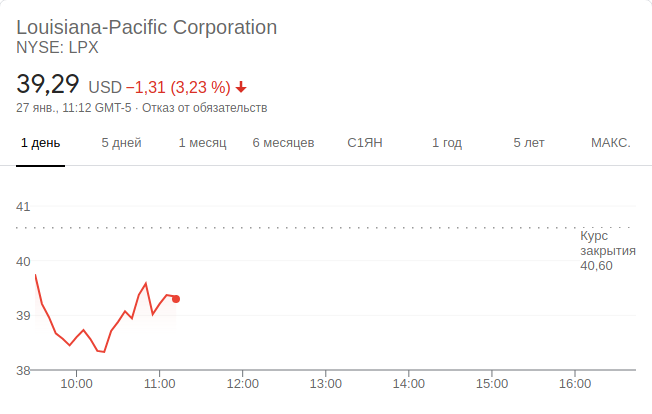 Louisiana-Pacific Corporation
NYSE: LPX
39,29 USD −1,31 (3,23 %)
27 янв., 11:12 GMT-5 · Отказ от обязательств
1 день 5 дней 1 месяц 6 месяцев С1ЯН 1 год 5 лет МАКС.
41
Курс
закрытия
40,60
40
39
38
10:00 11:00 12:00 13:00 14:00 15:00 16:00